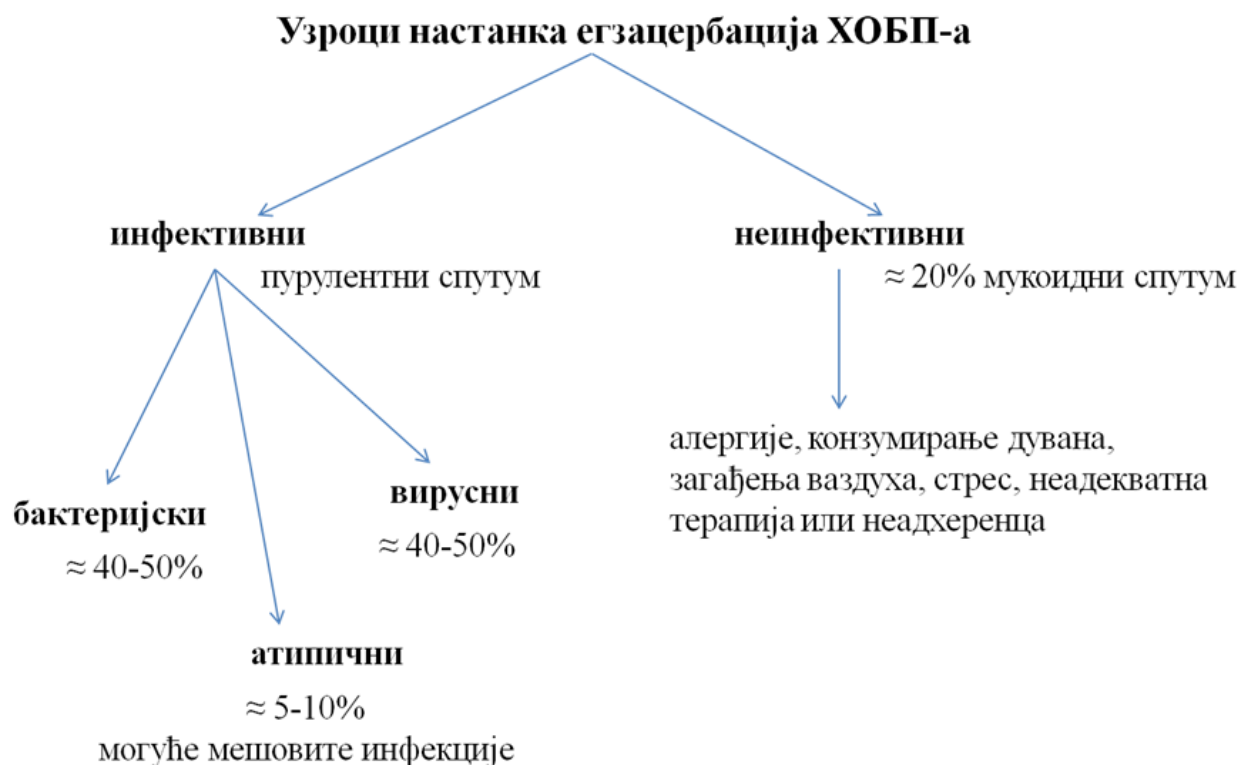 Узроци настанка егзацербација ХОБП-а
инфективни
пурулентни спутум
бактеријски
≈ 40-50%
вирусни
≈ 40-50%
атипични
≈ 5-10%
могуће мешовите инфекције
неинфективни
≈ 20% мукоидни спутум
алергије, конзумирање дувана,
загађења ваздуха, стрес, неадекватна
терапија или неадхеренца